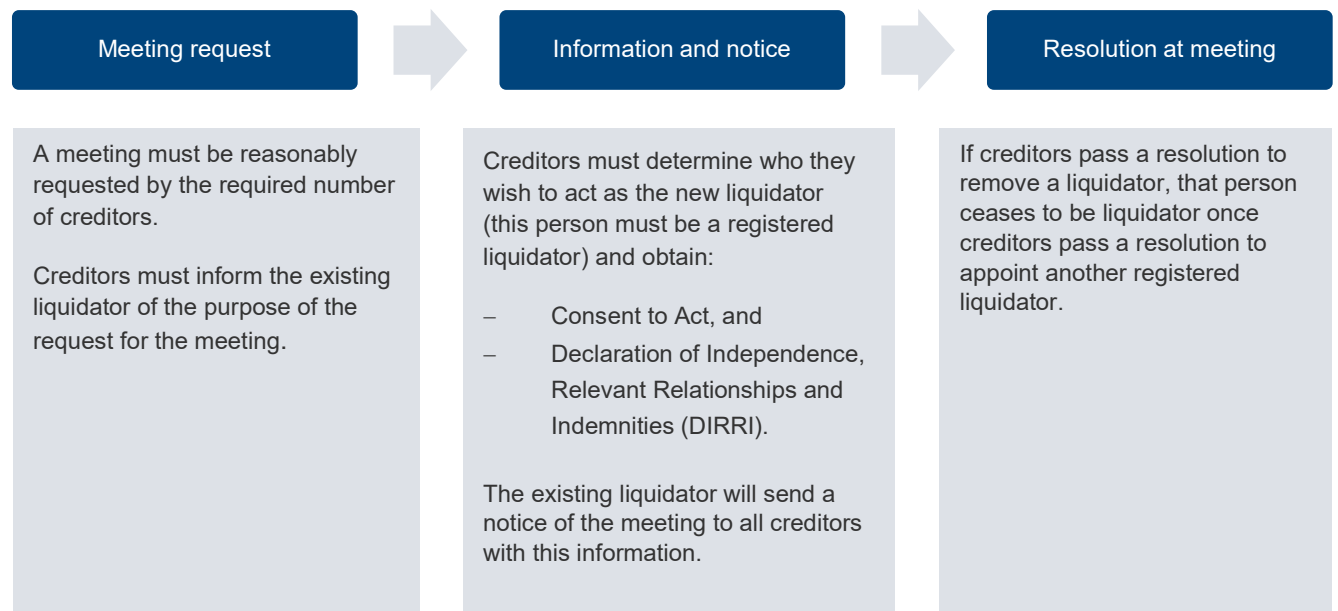 Meeting request
Information and notice
Resolution at meeting
A meeting must be reasonably
requested by the required number
of creditors.
Creditors must inform the existing
liquidator of the purpose of the
request for the meeting.
Creditors must determine who they
wish to act as the new liquidator
(this person must be a registered
liquidator) and obtain:
– Consent to Act, and
– Declaration of Independence,
Relevant Relationships and
Indemnities (DIRRI).
The existing liquidator will send a
notice of the meeting to all creditors
with this information.
If creditors pass a resolution to
remove a liquidator, that person
ceases to be liquidator once
creditors pass a resolution to
appoint another registered
liquidator.